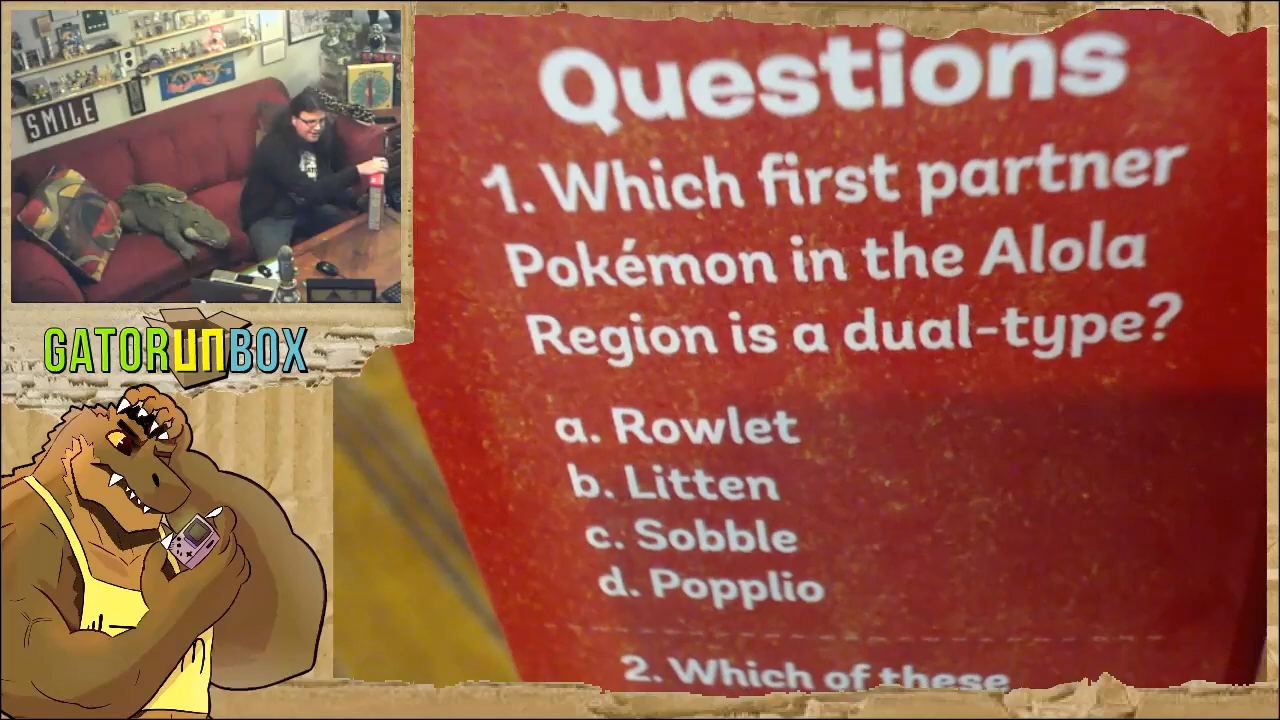 SMILE
GATORUNBOX
Questions
1. Which first partner
Pokémon in the Alola
Region is a dual-type?
a. Rowlet
b. Litten
c. Sobble
d. Popplio
2. Which of these